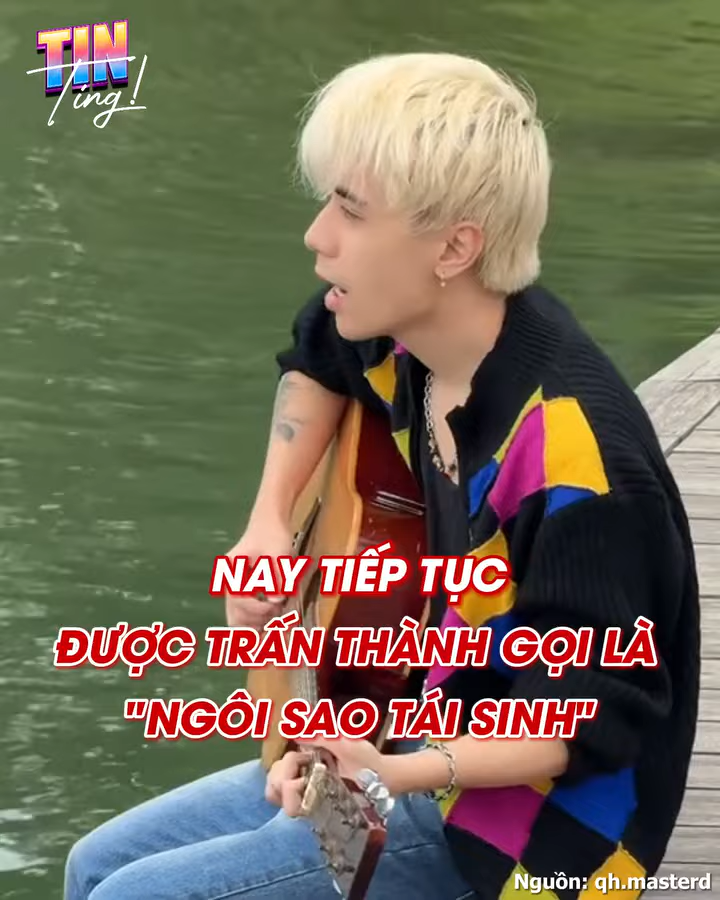 TIN
Ting!
NAY TIẾP TỤC
ĐƯỢC TRẤN THÀNH GỌI LÀ
"NGÔI SAO TÁI SINH"
Nguồn: qh.masterd